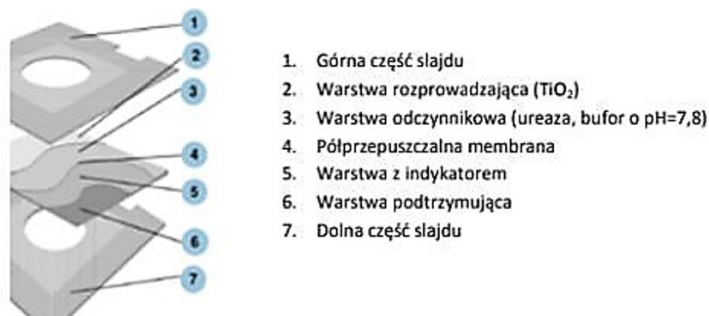 1
2
3
4
5
6
7
1. Górna część slajdu
2. Warstwa rozprowadzająca (TiO₂)
3. Warstwa odczynnikowa (ureaza, bufor o pH=7,8)
4. Półprzepuszczalna membrana
5. Warstwa z indykatorem
6. Warstwa podtrzymująca
7. Dolna część slajdu